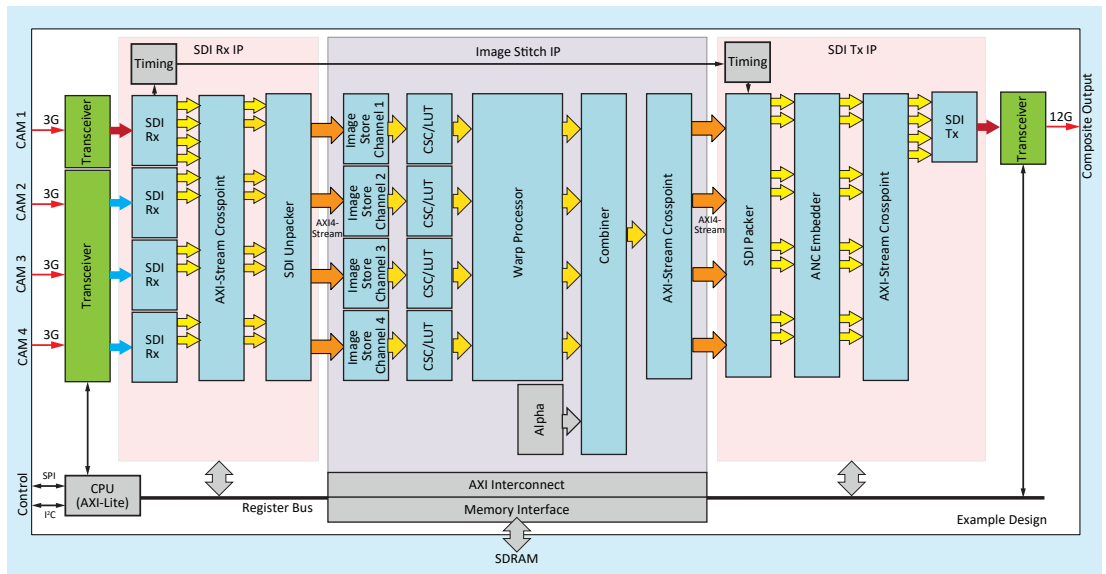 SDI Rx IP
Image Stitch IP
SDI Tx IP
Timing
Timing
CAM 1
3G
Transceiver
SDI
Rx
CAM 2
3G
Transceiver
SDI
Rx
CAM 3
3G
SDI
Rx
CAM 4
3G
SDI
Rx
AXI-Stream Crosspoint
SDI Unpacker
AXI4-
Stream
Image
Store
Channel 1
Image
Store
Channel 2
Image
Store
Channel 3
Image
Store
Channel 4
CSC/LUT
CSC/LUT
CSC/LUT
CSC/LUT
Warp Processor
Alpha
Combiner
AXI-Stream Crosspoint
AXI4-
Stream
SDI Packer
ANC Embedder
AXI-Stream Crosspoint
SDI
Tx
Transceiver
12G
Composite Output
Control
SPI
I²C
CPU
(AXI-Lite)
Register Bus
AXI Interconnect
Memory Interface
SDRAM
Example Design